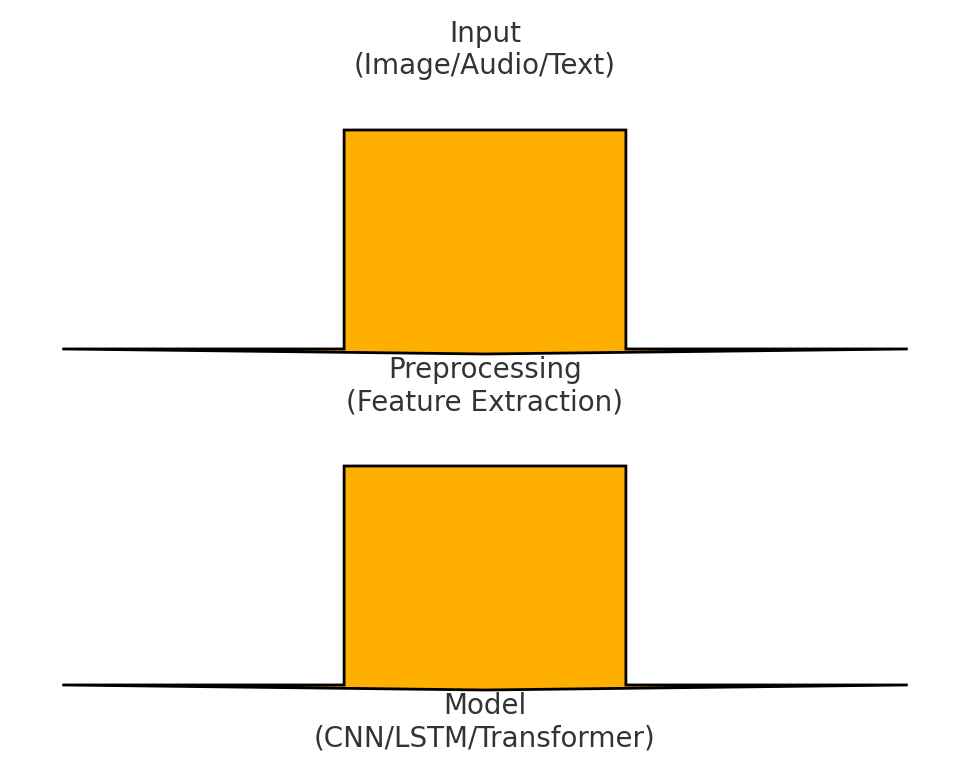 Input
(Image/Audio/Text)
Preprocessing
(Feature Extraction)
Model
(CNN/LSTM/Transformer)